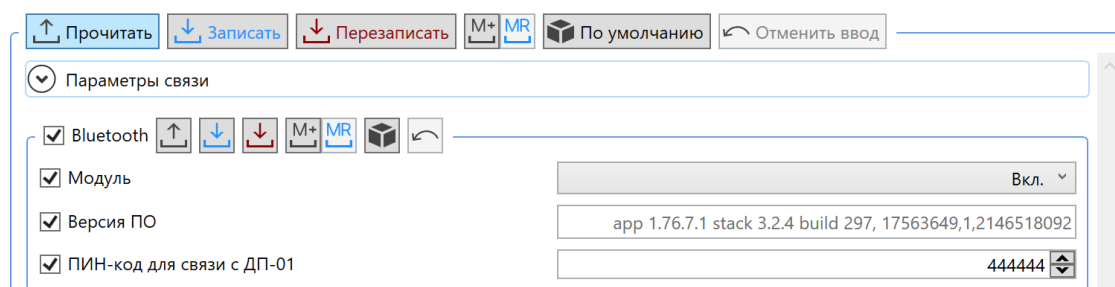 Прочитать Записать Перезаписать M+ MR По умолчанию Отменить ввод
Параметры связи
Bluetooth M+ MR
Модуль Вкл.
Версия ПО app 1.76.7.1 stack 3.2.4 build 297, 17563649,1,2146518092
ПИН-код для связи с ДП-01 444444